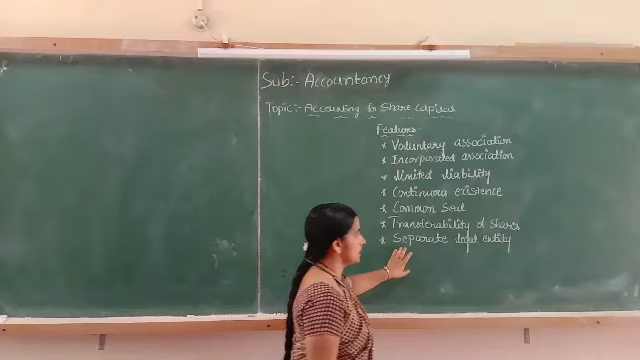 Sub:- Accountancy
Topic:- Accounting for Share Capital
Features
* Voluntary association
* Incorporated association
* limited liability
* Continuous existence
* Common Seal
* Transferability of shares
* Separate legal entity